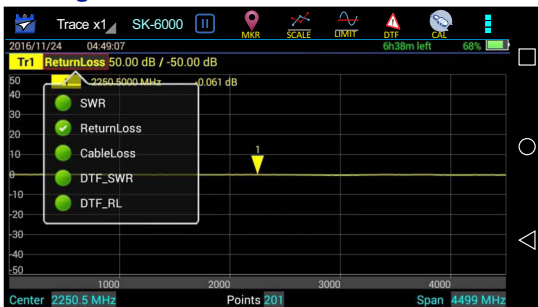 Trace x1 SK-6000 MKR SCALE LIMIT DTF CAL
2016/11/24 04:49:07 6h38m left 68%
Tr1 ReturnLoss 50.00 dB / -50.00 dB
50 2250.5000 MHz -0.061 dB
40
SWR
30
ReturnLoss
20
CableLoss
10
1
DTF_SWR
0
-10
DTF_RL
-20
-30
-40
-50
1000 2000 3000 4000
Center 2250.5 MHz Points 201 Span 4499 MHz